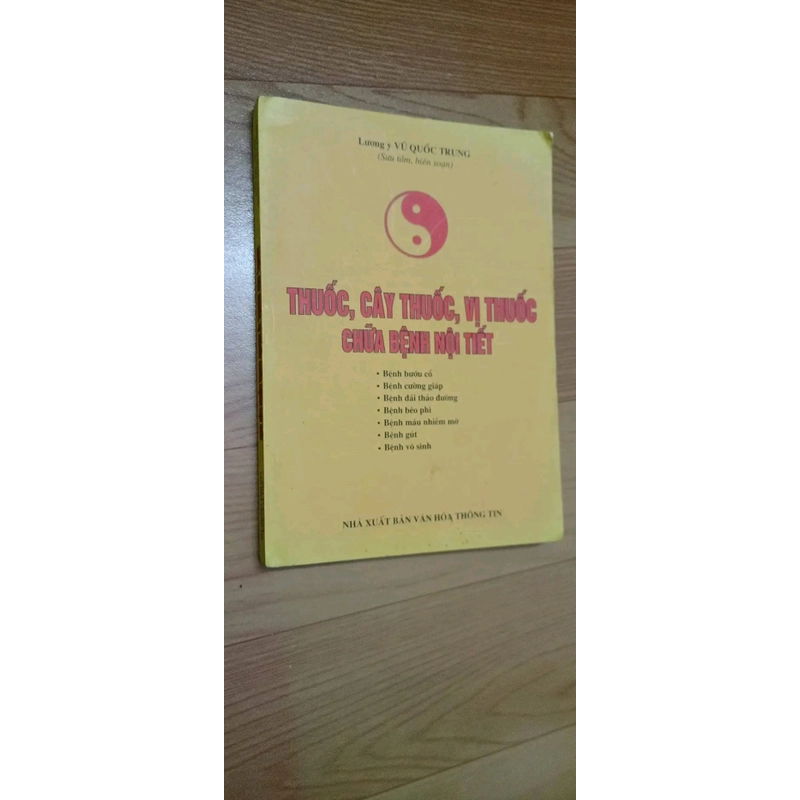 Lương y VŨ QUỐC TRUNG
(Sưu tầm, biên soạn)
THUỐC, CÂY THUỐC, VỊ THUỐC
CHỮA BỆNH NỘI TIẾT
• Bệnh bướu cổ
• Bệnh cường giáp
• Bệnh đái tháo đường
• Bệnh béo phì
• Bệnh máu nhiễm mỡ
• Bệnh gút
• Bệnh vô sinh
NHÀ XUẤT BẢN VĂN HÓA THÔNG TIN